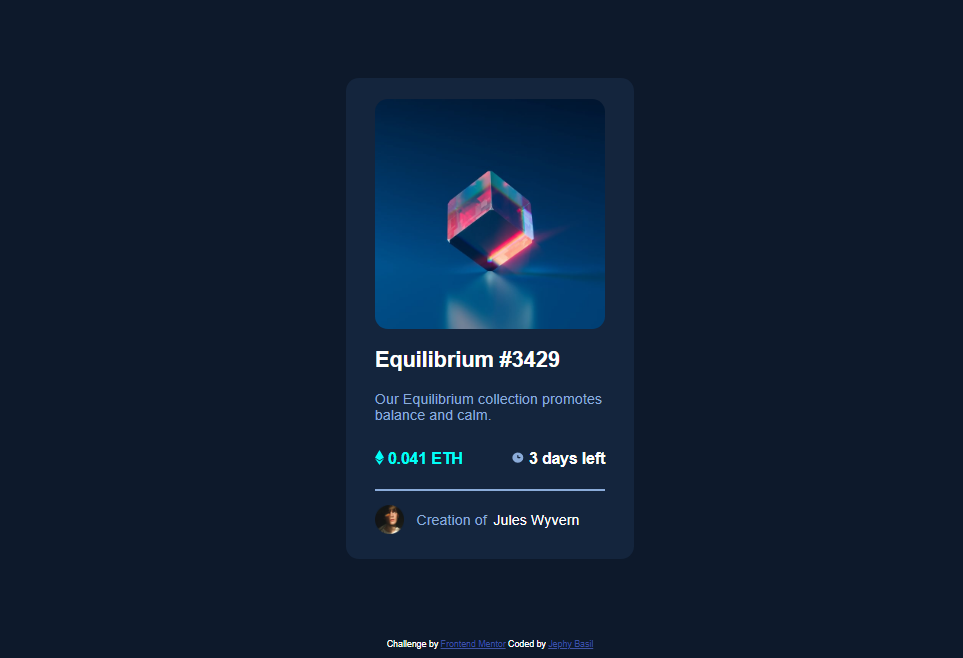 Equilibrium #3429
Our Equilibrium collection promotes
balance and calm.
0.041 ETH 3 days left
Creation of Jules Wyvern
Challenge by Frontend Mentor Coded by Jephy Basil